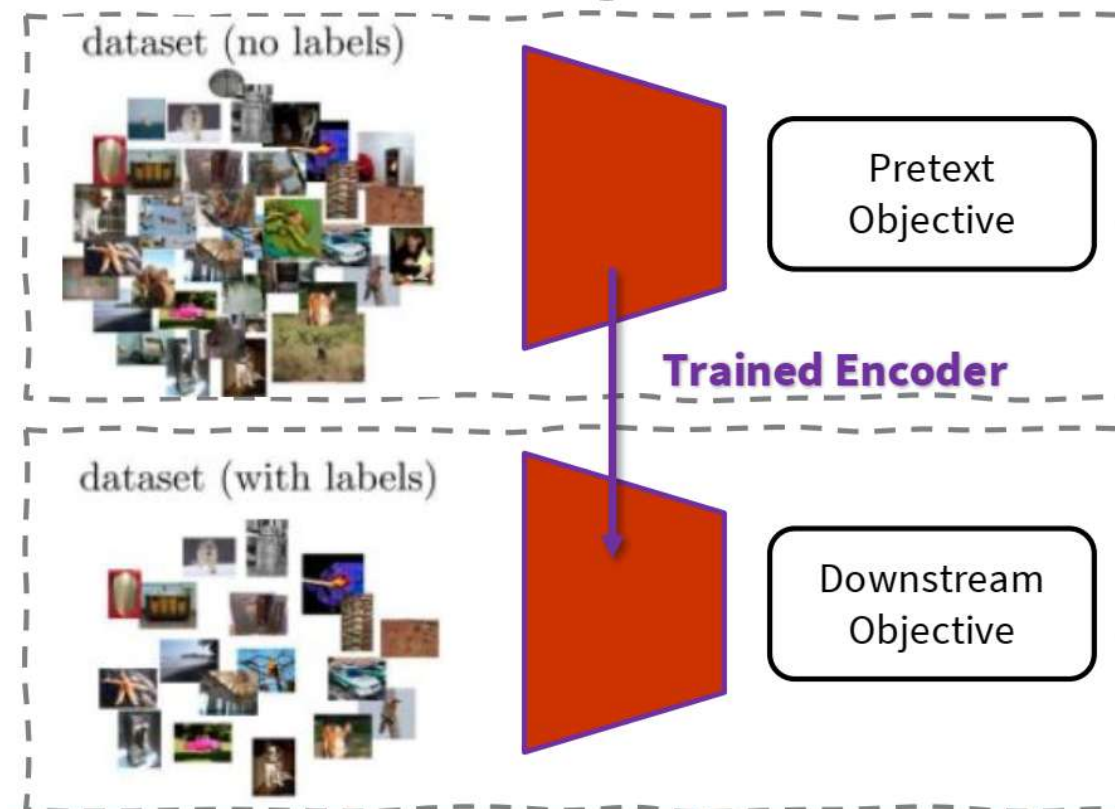 dataset (no labels)
Pretext
Objective
Trained Encoder
dataset (with labels)
Downstream
Objective